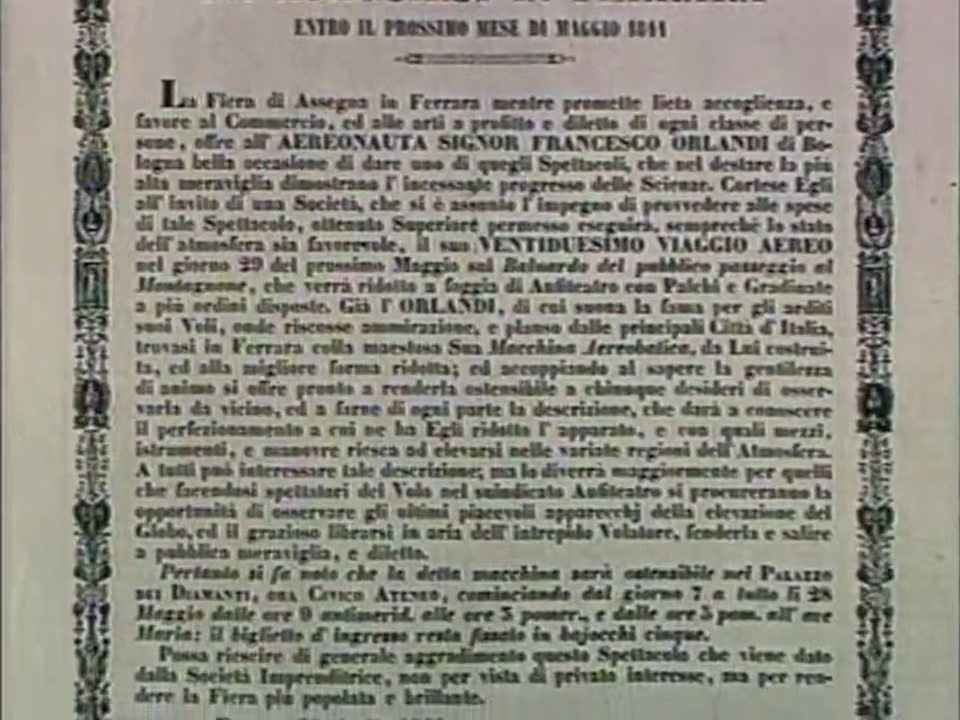 ENTRO IL PROSSIMO MESE DI MAGGIO 1844
La Fiera di Assegna in Ferrara mentre promette lieta accoglienza, e
favore al Commercio, ed alle arti a profitto e diletto di ogni classe di per-
sone, offre all' AEREONAUTA SIGNOR FRANCESCO ORLANDI di Bo-
logna bella occasione di dare uno di quegli Spettacoli, che nel destare la più
alta meraviglia dimostrano l' incessante progresso delle Scienze. Cortese Egli
all' invito di una Società, che si è assunto l' impegno di provvedere alle spese
di tale Spettacolo, ottenuto Superiore permesso eseguirà, sempreché lo stato
dell' atmosfera sia favorevole, il suo VENTIDUESIMO VIAGGIO AEREO
nel giorno 29 del prossimo Maggio sul Baluardo del pubblico passeggio al
Montagnone, che verrà ridotto a foggia di Anfiteatro con Palchi e Gradinate
a più ordini disposte. Già l' ORLANDI, di cui suona la fama per gli arditi
suoi Voli, onde riscosse ammirazione, e plauso dalle principali Città d' Italia,
trovasi in Ferrara colla maestosa Sua Macchina Aerobatica, da Lui costrui-
ta, ed alla migliore forma ridotta; ed accoppiando al sapere la gentilezza
di animo si offre pronto a renderla ostensibile a chiunque desideri di osser-
varla da vicino, ed a farne di ogni parte la descrizione, che darà a conoscere
il perfezionamento a cui ne ha Egli ridotto l' apparato, e con quali mezzi,
istrumenti, e manovre riesca ad elevarsi nelle variate regioni dell' Atmosfera.
A tutti può interessare tale descrizione; ma lo diverrà maggiormente per quelli
che facendosi spettatori del Volo nel suindicato Anfiteatro si procureranno la
opportunità di osservare gli ultimi piacevoli apparecchj della elevazione del
Globo, ed il grazioso librarsi in aria dell' intrepido Volatore, fenderla e salire
a pubblica meraviglia, e diletto.
Pertanto si fa noto che la detta macchina sarà ostensibile nel PALAZZO
DEI DIAMANTI, ORA CIVICO ATENEO, cominciando dal giorno 7 a tutto li 28
Maggio dalle ore 9 antimerid. alle ore 3 pomer., e dalle ore 5 pom. all' ore
Maria: il biglietto d' ingresso resta fissato in bajocchi cinque.
Possa riescire di generale aggradimento questo Spettacolo che viene dato
dalla Società Imprenditrice, non per vista di privato interesse, ma per ren-
dere la Fiera più popolata e brillante.